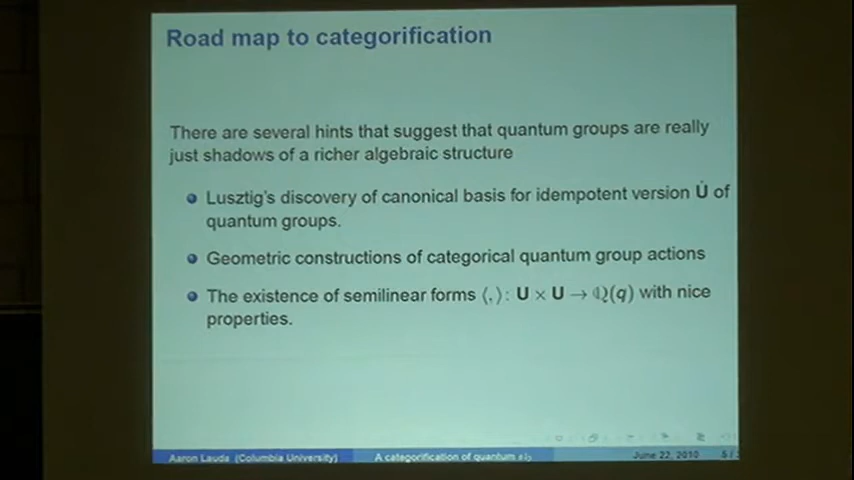 Road map to categorification
There are several hints that suggest that quantum groups are really
just shadows of a richer algebraic structure
Lusztig's discovery of canonical basis for idempotent version U̇ of
quantum groups.
Geometric constructions of categorical quantum group actions
The existence of semilinear forms ⟨,⟩: U × U → ℚ(q) with nice
properties.
Aaron Lauda (Columbia University) A categorification of quantum sl₂ June 22, 2010 5 /